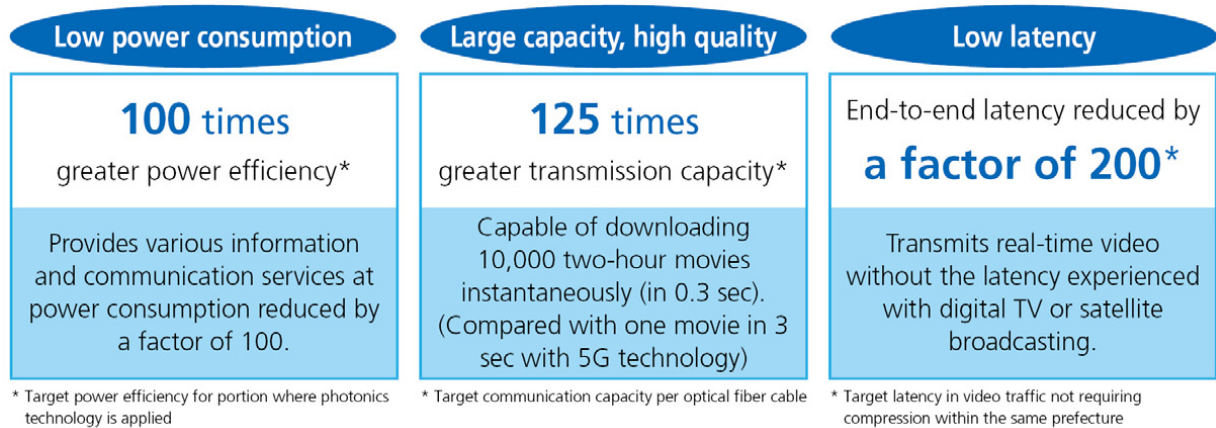 Low power consumption
100 times
greater power efficiency*
Provides various information
and communication services at
power consumption reduced by
a factor of 100.
* Target power efficiency for portion where photonics
technology is applied
Large capacity, high quality
125 times
greater transmission capacity*
Capable of downloading
10,000 two-hour movies
instantaneously (in 0.3 sec).
(Compared with one movie in 3
sec with 5G technology)
* Target communication capacity per optical fiber cable
Low latency
End-to-end latency reduced by
a factor of 200*
Transmits real-time video
without the latency experienced
with digital TV or satellite
broadcasting.
* Target latency in video traffic not requiring
compression within the same prefecture